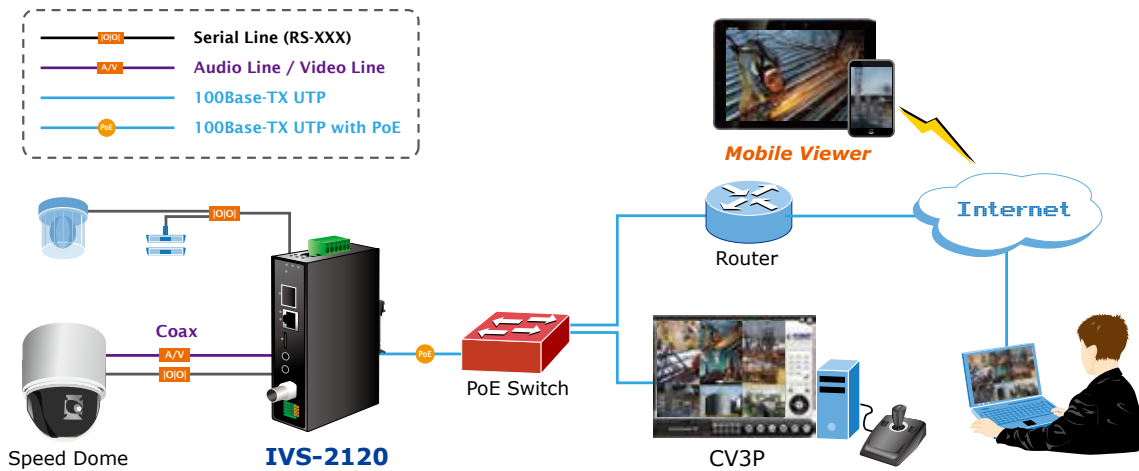 |O|O|
Serial Line (RS-XXX)
A/V
Audio Line / Video Line
100Base-TX UTP
PoE
100Base-TX UTP with PoE
Mobile Viewer
|O|O|
Internet
Router
Coax
A/V
|O|O|
PoE
PoE Switch
Speed Dome
IVS-2120
CV3P